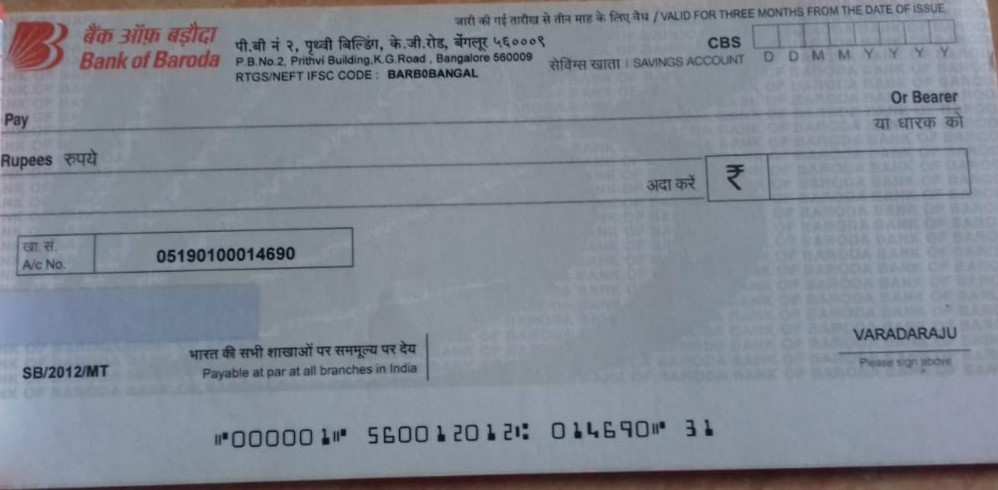 जारी की गई तारीख से तीन माह के लिए वैध / VALID FOR THREE MONTHS FROM THE DATE OF ISSUE
बैंक ऑफ़ बड़ौदा
Bank of Baroda
पी.बी नं २, पृथ्वी बिल्डिंग, के.जी.रोड, बेंगलूर ५६०००९
P.B.No.2, Prithvi Building,K.G.Road, Bangalore 560009
RTGS/NEFT IFSC CODE : BARB0BANGAL
सेविंग्स खाता / SAVINGS ACCOUNT
CBS
D D M M Y Y Y Y
Pay
Or Bearer
या धारक को
Rupees रुपये
अदा करें ₹
खा. सं.
A/c No. 05190100014690
VARADARAJU
Please sign above
SB/2012/MT
भारत की सभी शाखाओं पर सममूल्य पर देय
Payable at par at all branches in India
⑈000001⑈ 560012012⑆ 014690⑈ 31